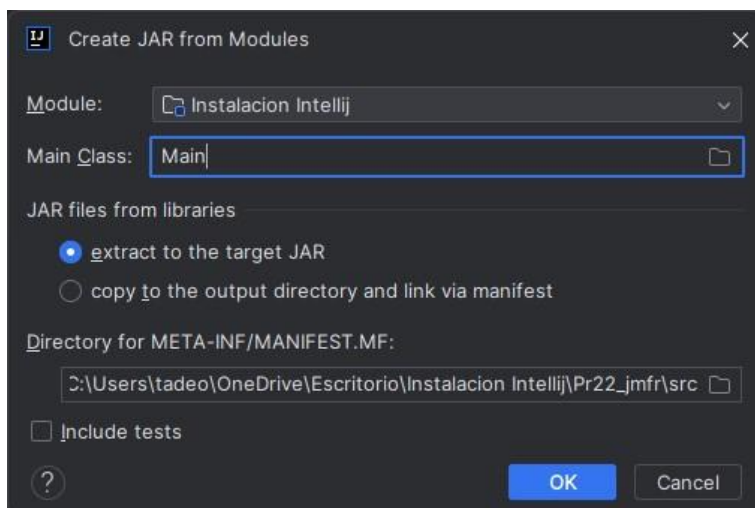 IJ
Create JAR from Modules
Module: Instalacion Intellij
Main Class: Main
JAR files from libraries
extract to the target JAR
copy to the output directory and link via manifest
Directory for META-INF/MANIFEST.MF:
C:\Users\tadeo\OneDrive\Escritorio\Instalacion Intellij\Pr22_jmfr\src
Include tests
? OK Cancel